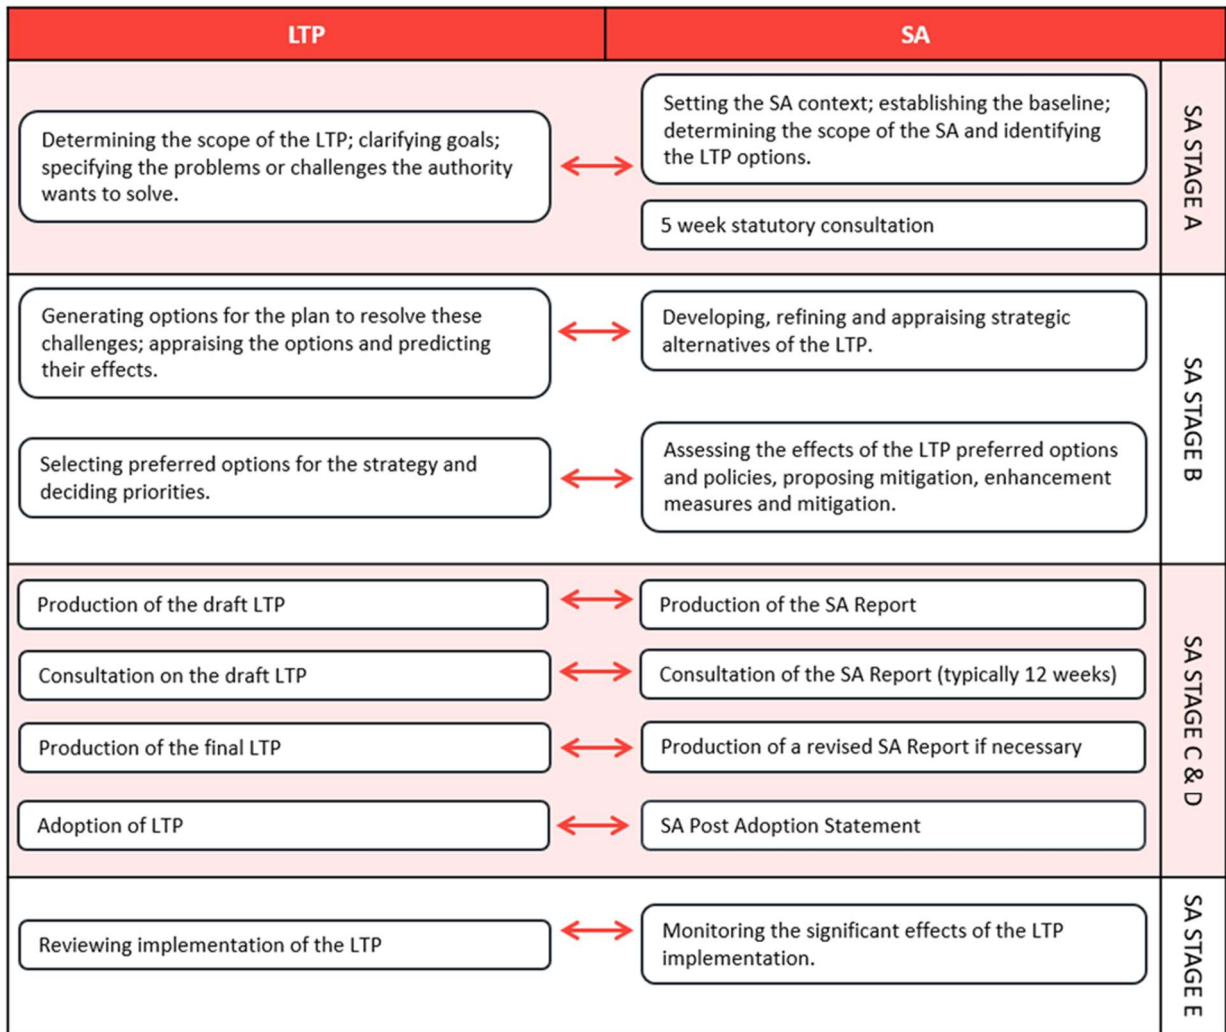 LTP
SA
Determining the scope of the LTP; clarifying goals;
specifying the problems or challenges the authority
wants to solve.
Setting the SA context; establishing the baseline;
determining the scope of the SA and identifying
the LTP options.
5 week statutory consultation
SA STAGE A
Generating options for the plan to resolve these
challenges; appraising the options and predicting
their effects.
Developing, refining and appraising strategic
alternatives of the LTP.
Selecting preferred options for the strategy and
deciding priorities.
Assessing the effects of the LTP preferred options
and policies, proposing mitigation, enhancement
measures and mitigation.
SA STAGE B
Production of the draft LTP
Production of the SA Report
Consultation on the draft LTP
Consultation of the SA Report (typically 12 weeks)
Production of the final LTP
Production of a revised SA Report if necessary
Adoption of LTP
SA Post Adoption Statement
SA STAGE C & D
Reviewing implementation of the LTP
Monitoring the significant effects of the LTP
implementation.
SA STAGE E